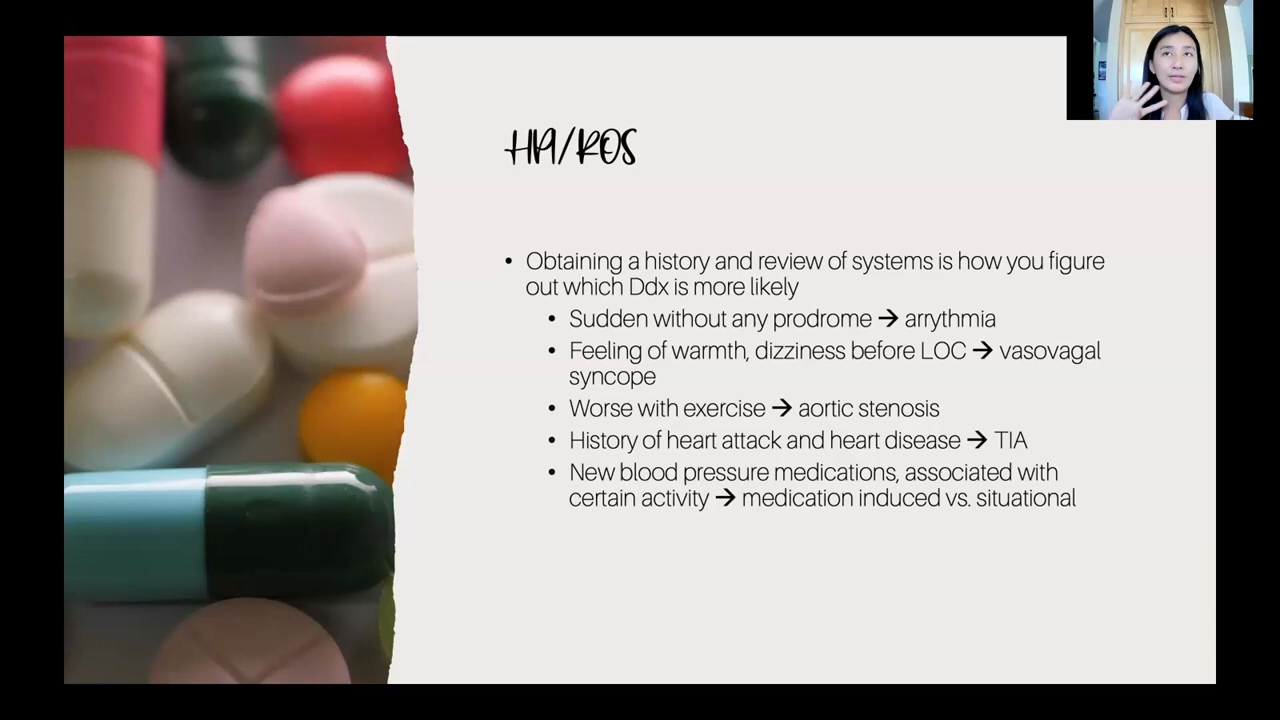 HPI/ROS
• Obtaining a history and review of systems is how you figure
out which Ddx is more likely
• Sudden without any prodrome → arrythmia
• Feeling of warmth, dizziness before LOC → vasovagal
syncope
• Worse with exercise → aortic stenosis
• History of heart attack and heart disease → TIA
• New blood pressure medications, associated with
certain activity → medication induced vs. situational